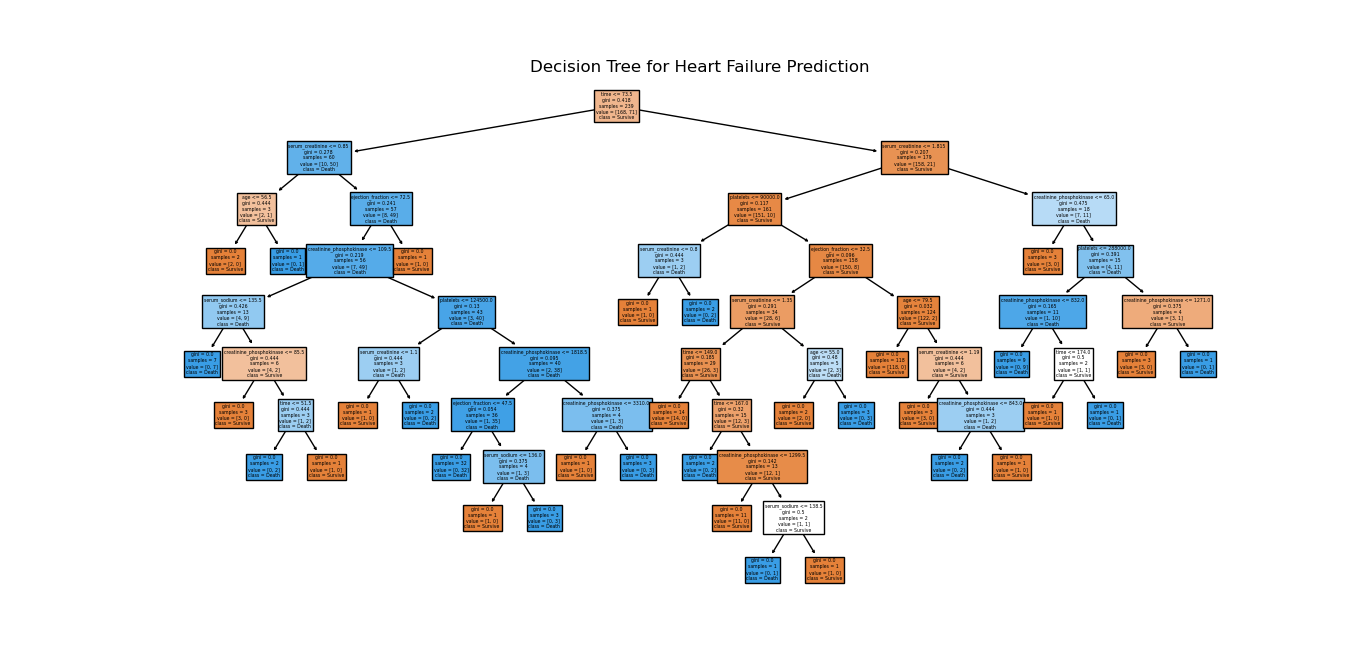 Decision Tree for Heart Failure Prediction
time <= 73.5
gini = 0.418
samples = 239
value = [168, 71]
class = Survive
serum_creatinine <= 0.85
gini = 0.278
samples = 60
value = [10, 50]
class = Death
serum_creatinine <= 1.815
gini = 0.207
samples = 179
value = [158, 21]
class = Survive
age <= 56.5
gini = 0.444
samples = 3
value = [2, 1]
class = Survive
ejection_fraction <= 72.5
gini = 0.241
samples = 57
value = [8, 49]
class = Death
platelets <= 90000.0
gini = 0.117
samples = 161
value = [151, 10]
class = Survive
creatinine_phosphokinase <= 65.0
gini = 0.475
samples = 18
value = [7, 11]
class = Death
gini = 0.0
samples = 2
value = [2, 0]
class = Survive
gini = 0.0
samples = 1
value = [0, 1]
class = Death
creatinine_phosphokinase <= 109.5
gini = 0.219
samples = 56
value = [7, 49]
class = Death
gini = 0.0
samples = 1
value = [1, 0]
class = Survive
serum_creatinine <= 0.8
gini = 0.444
samples = 3
value = [1, 2]
class = Death
ejection_fraction <= 32.5
gini = 0.096
samples = 158
value = [150, 8]
class = Survive
gini = 0.0
samples = 3
value = [3, 0]
class = Survive
platelets <= 288000.0
gini = 0.391
samples = 15
value = [4, 11]
class = Death
serum_sodium <= 135.5
gini = 0.426
samples = 13
value = [4, 9]
class = Death
platelets <= 124500.0
gini = 0.13
samples = 43
value = [3, 40]
class = Death
gini = 0.0
samples = 1
value = [1, 0]
class = Survive
gini = 0.0
samples = 2
value = [0, 2]
class = Death
serum_creatinine <= 1.35
gini = 0.291
samples = 34
value = [28, 6]
class = Survive
age <= 79.5
gini = 0.032
samples = 124
value = [122, 2]
class = Survive
creatinine_phosphokinase <= 832.0
gini = 0.165
samples = 11
value = [1, 10]
class = Death
creatinine_phosphokinase <= 1271.0
gini = 0.375
samples = 4
value = [3, 1]
class = Survive
gini = 0.0
samples = 7
value = [0, 7]
class = Death
creatinine_phosphokinase <= 85.5
gini = 0.444
samples = 6
value = [4, 2]
class = Survive
serum_creatinine <= 1.1
gini = 0.444
samples = 3
value = [1, 2]
class = Death
creatinine_phosphokinase <= 1818.5
gini = 0.095
samples = 40
value = [2, 38]
class = Death
time <= 149.0
gini = 0.185
samples = 29
value = [26, 3]
class = Survive
age <= 55.0
gini = 0.48
samples = 5
value = [2, 3]
class = Death
gini = 0.0
samples = 118
value = [118, 0]
class = Survive
serum_creatinine <= 1.19
gini = 0.444
samples = 6
value = [4, 2]
class = Survive
gini = 0.0
samples = 9
value = [0, 9]
class = Death
time <= 174.0
gini = 0.5
samples = 2
value = [1, 1]
class = Survive
gini = 0.0
samples = 3
value = [3, 0]
class = Survive
gini = 0.0
samples = 1
value = [0, 1]
class = Death
gini = 0.0
samples = 3
value = [3, 0]
class = Survive
time <= 51.5
gini = 0.444
samples = 3
value = [1, 2]
class = Death
gini = 0.0
samples = 1
value = [1, 0]
class = Survive
gini = 0.0
samples = 2
value = [0, 2]
class = Death
ejection_fraction <= 47.5
gini = 0.054
samples = 36
value = [1, 35]
class = Death
creatinine_phosphokinase <= 3310.0
gini = 0.375
samples = 4
value = [1, 3]
class = Death
gini = 0.0
samples = 14
value = [14, 0]
class = Survive
time <= 167.0
gini = 0.32
samples = 15
value = [12, 3]
class = Survive
gini = 0.0
samples = 2
value = [2, 0]
class = Survive
gini = 0.0
samples = 3
value = [0, 3]
class = Death
gini = 0.0
samples = 3
value = [3, 0]
class = Survive
creatinine_phosphokinase <= 843.0
gini = 0.444
samples = 3
value = [1, 2]
class = Death
gini = 0.0
samples = 1
value = [1, 0]
class = Survive
gini = 0.0
samples = 1
value = [0, 1]
class = Death
gini = 0.0
samples = 2
value = [0, 2]
class = Death
gini = 0.0
samples = 1
value = [1, 0]
class = Survive
gini = 0.0
samples = 32
value = [0, 32]
class = Death
serum_sodium <= 136.0
gini = 0.375
samples = 4
value = [1, 3]
class = Death
gini = 0.0
samples = 1
value = [1, 0]
class = Survive
gini = 0.0
samples = 3
value = [0, 3]
class = Death
gini = 0.0
samples = 2
value = [0, 2]
class = Death
creatinine_phosphokinase <= 1299.5
gini = 0.142
samples = 13
value = [12, 1]
class = Survive
gini = 0.0
samples = 2
value = [0, 2]
class = Death
gini = 0.0
samples = 1
value = [1, 0]
class = Survive
gini = 0.0
samples = 1
value = [1, 0]
class = Survive
gini = 0.0
samples = 3
value = [0, 3]
class = Death
gini = 0.0
samples = 11
value = [11, 0]
class = Survive
serum_sodium <= 138.5
gini = 0.5
samples = 2
value = [1, 1]
class = Survive
gini = 0.0
samples = 1
value = [0, 1]
class = Death
gini = 0.0
samples = 1
value = [1, 0]
class = Survive